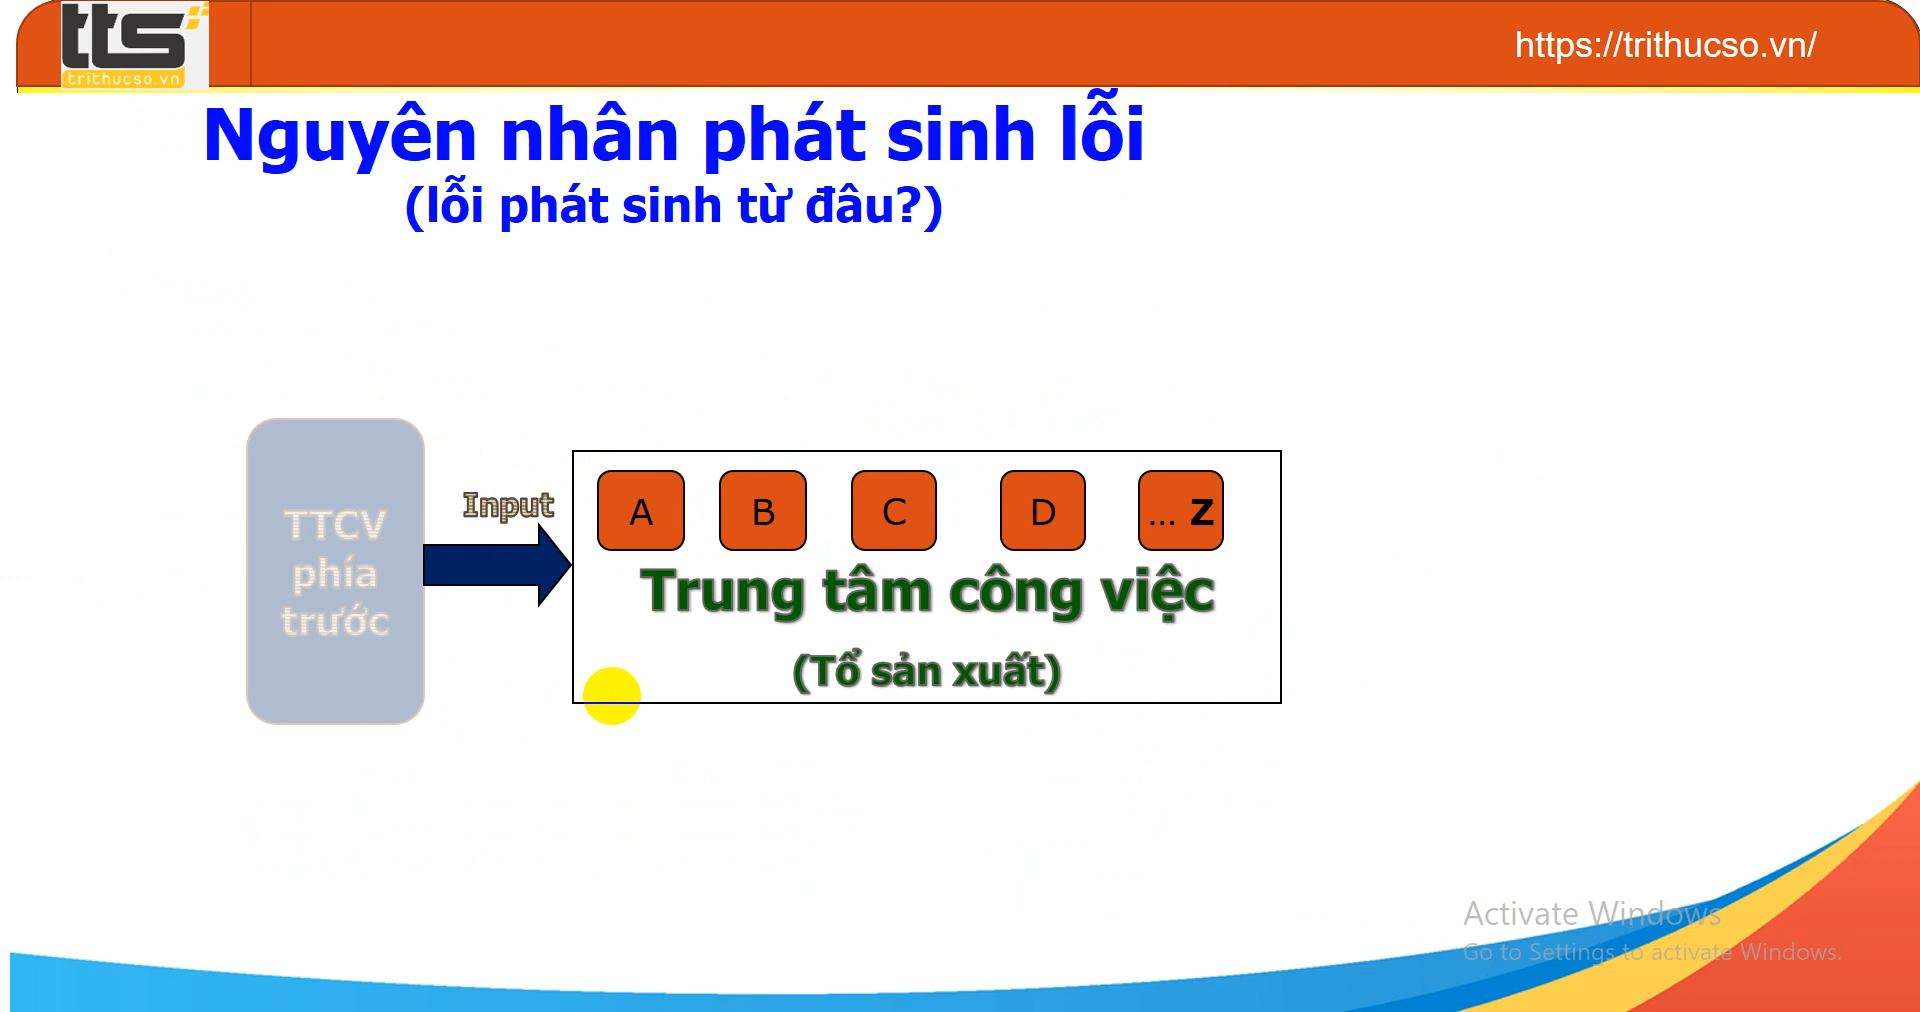 tts
trithucso.vn
https://trithucso.vn/
Nguyên nhân phát sinh lỗi
(lỗi phát sinh từ đâu?)
TTCV
phía
trước
Input
A
B
C
D
... Z
Trung tâm công việc
(Tổ sản xuất)
Activate Windows
Go to Settings to activate Windows.